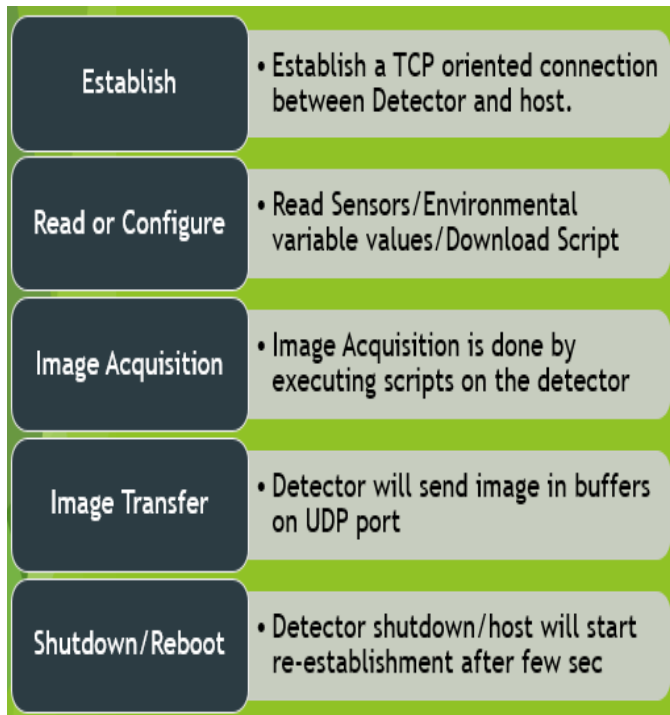 Establish
• Establish a TCP oriented connection
between Detector and host.
Read or Configure
• Read Sensors/Environmental
variable values/Download Script
Image Acquisition
• Image Acquisition is done by
executing scripts on the detector
Image Transfer
• Detector will send image in buffers
on UDP port
Shutdown/Reboot
• Detector shutdown/host will start
re-establishment after few sec